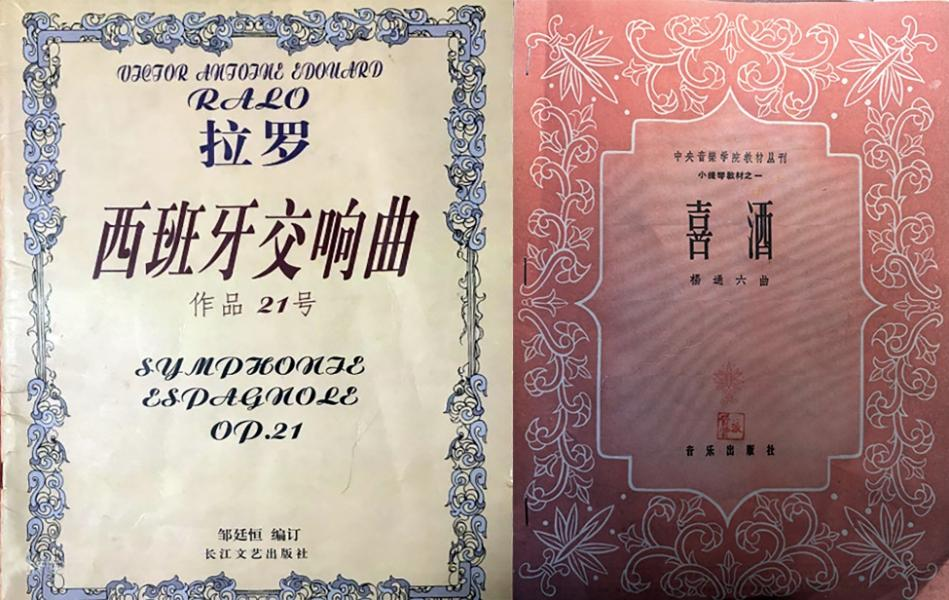 VICTOR ANTOINE EDOUARD
RALO
拉罗
西班牙交响曲
作品 21号
SYMPHONIE
ESPAGNOLE
OP.21
邹廷恒 编订
长江文艺出版社
中央音乐学院教材丛刊
小提琴教材之一
喜酒
杨通六曲
音乐出版社